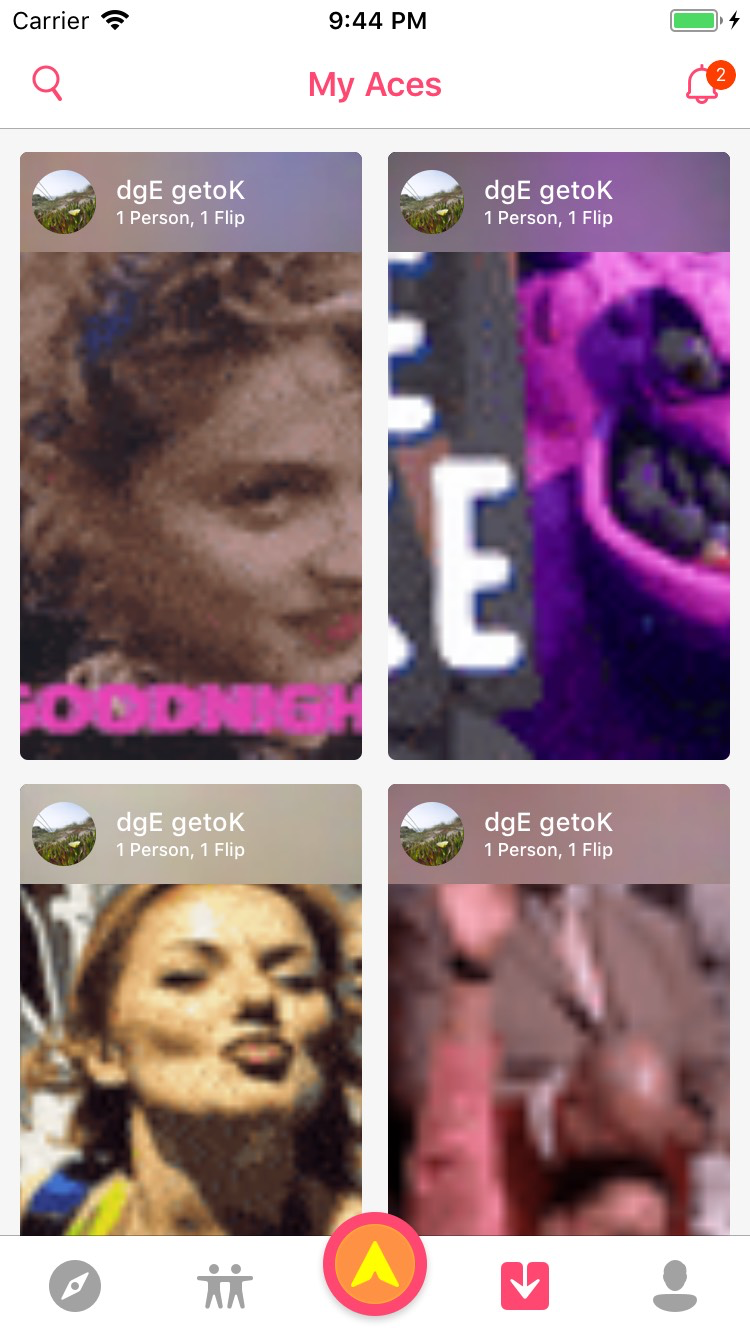 Carrier 9:44 PM
My Aces
2
dgE getoK
1 Person, 1 Flip
dgE getoK
1 Person, 1 Flip
GOODNIGH
E
E
dgE getoK
1 Person, 1 Flip
dgE getoK
1 Person, 1 Flip